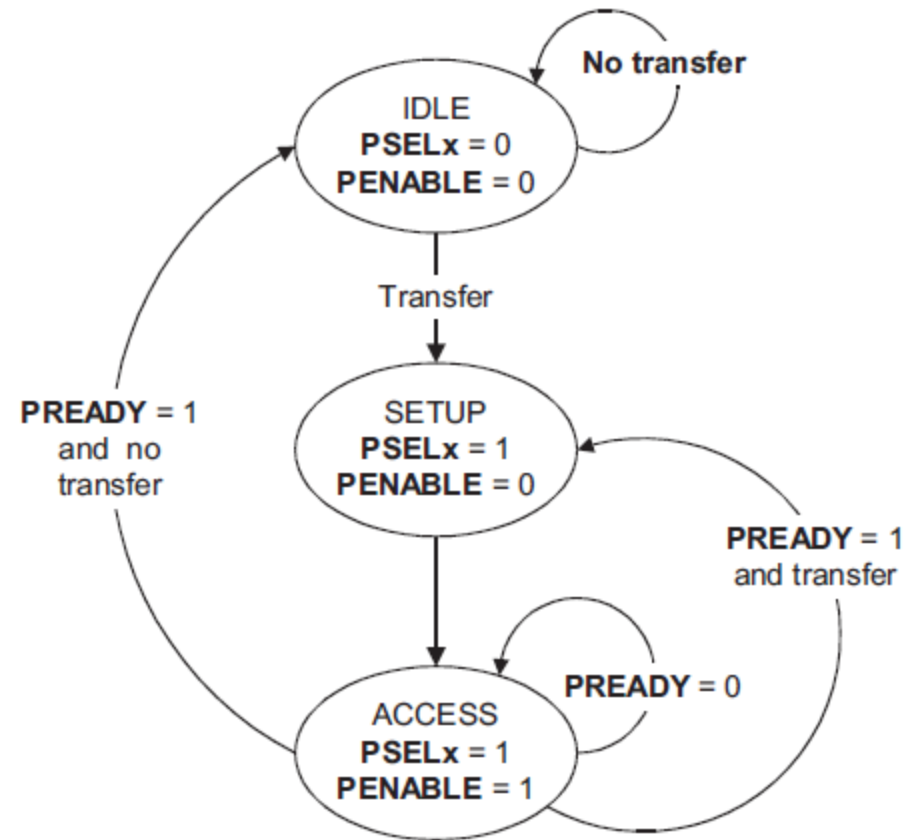 No transfer
IDLE
PSELx = 0
PENABLE = 0
Transfer
PREADY = 1
and no
transfer
SETUP
PSELx = 1
PENABLE = 0
PREADY = 1
and transfer
PREADY = 0
ACCESS
PSELx = 1
PENABLE = 1